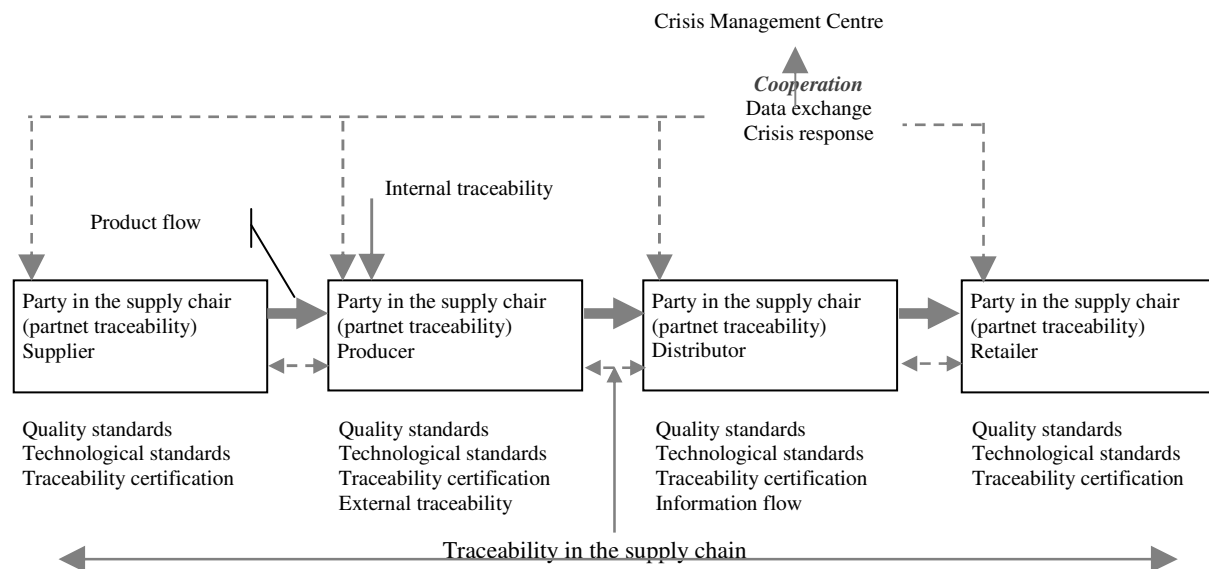 Crisis Management Centre
Cooperation
Data exchange
Crisis response
Internal traceability
Product flow
Party in the supply chair
(partnet traceability)
Supplier
Party in the supply chair
(partnet traceability)
Producer
Party in the supply chair
(partnet traceability)
Distributor
Party in the supply chair
(partnet traceability)
Retailer
Quality standards
Technological standards
Traceability certification
Quality standards
Technological standards
Traceability certification
External traceability
Quality standards
Technological standards
Traceability certification
Information flow
Quality standards
Technological standards
Traceability certification
Traceability in the supply chain